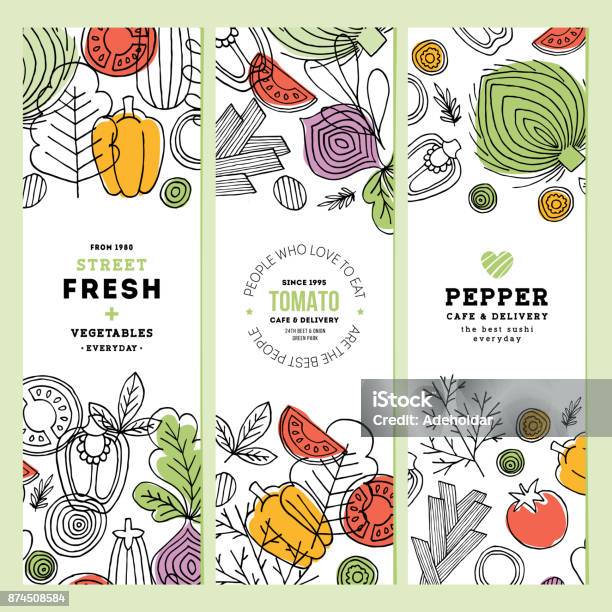 FROM 1980
STREET
FRESH
+
VEGETABLES
• EVERYDAY •
PEOPLE WHO LOVE TO EAT
SINCE 1995
TOMATO
CAFE & DELIVERY
24TH BEET & ONION
GREEN PARK
ARE THE BEST PEOPLE
PEPPER
CAFE & DELIVERY
the best sushi
everyday
iStock
Credit: Adeholdar
874508584